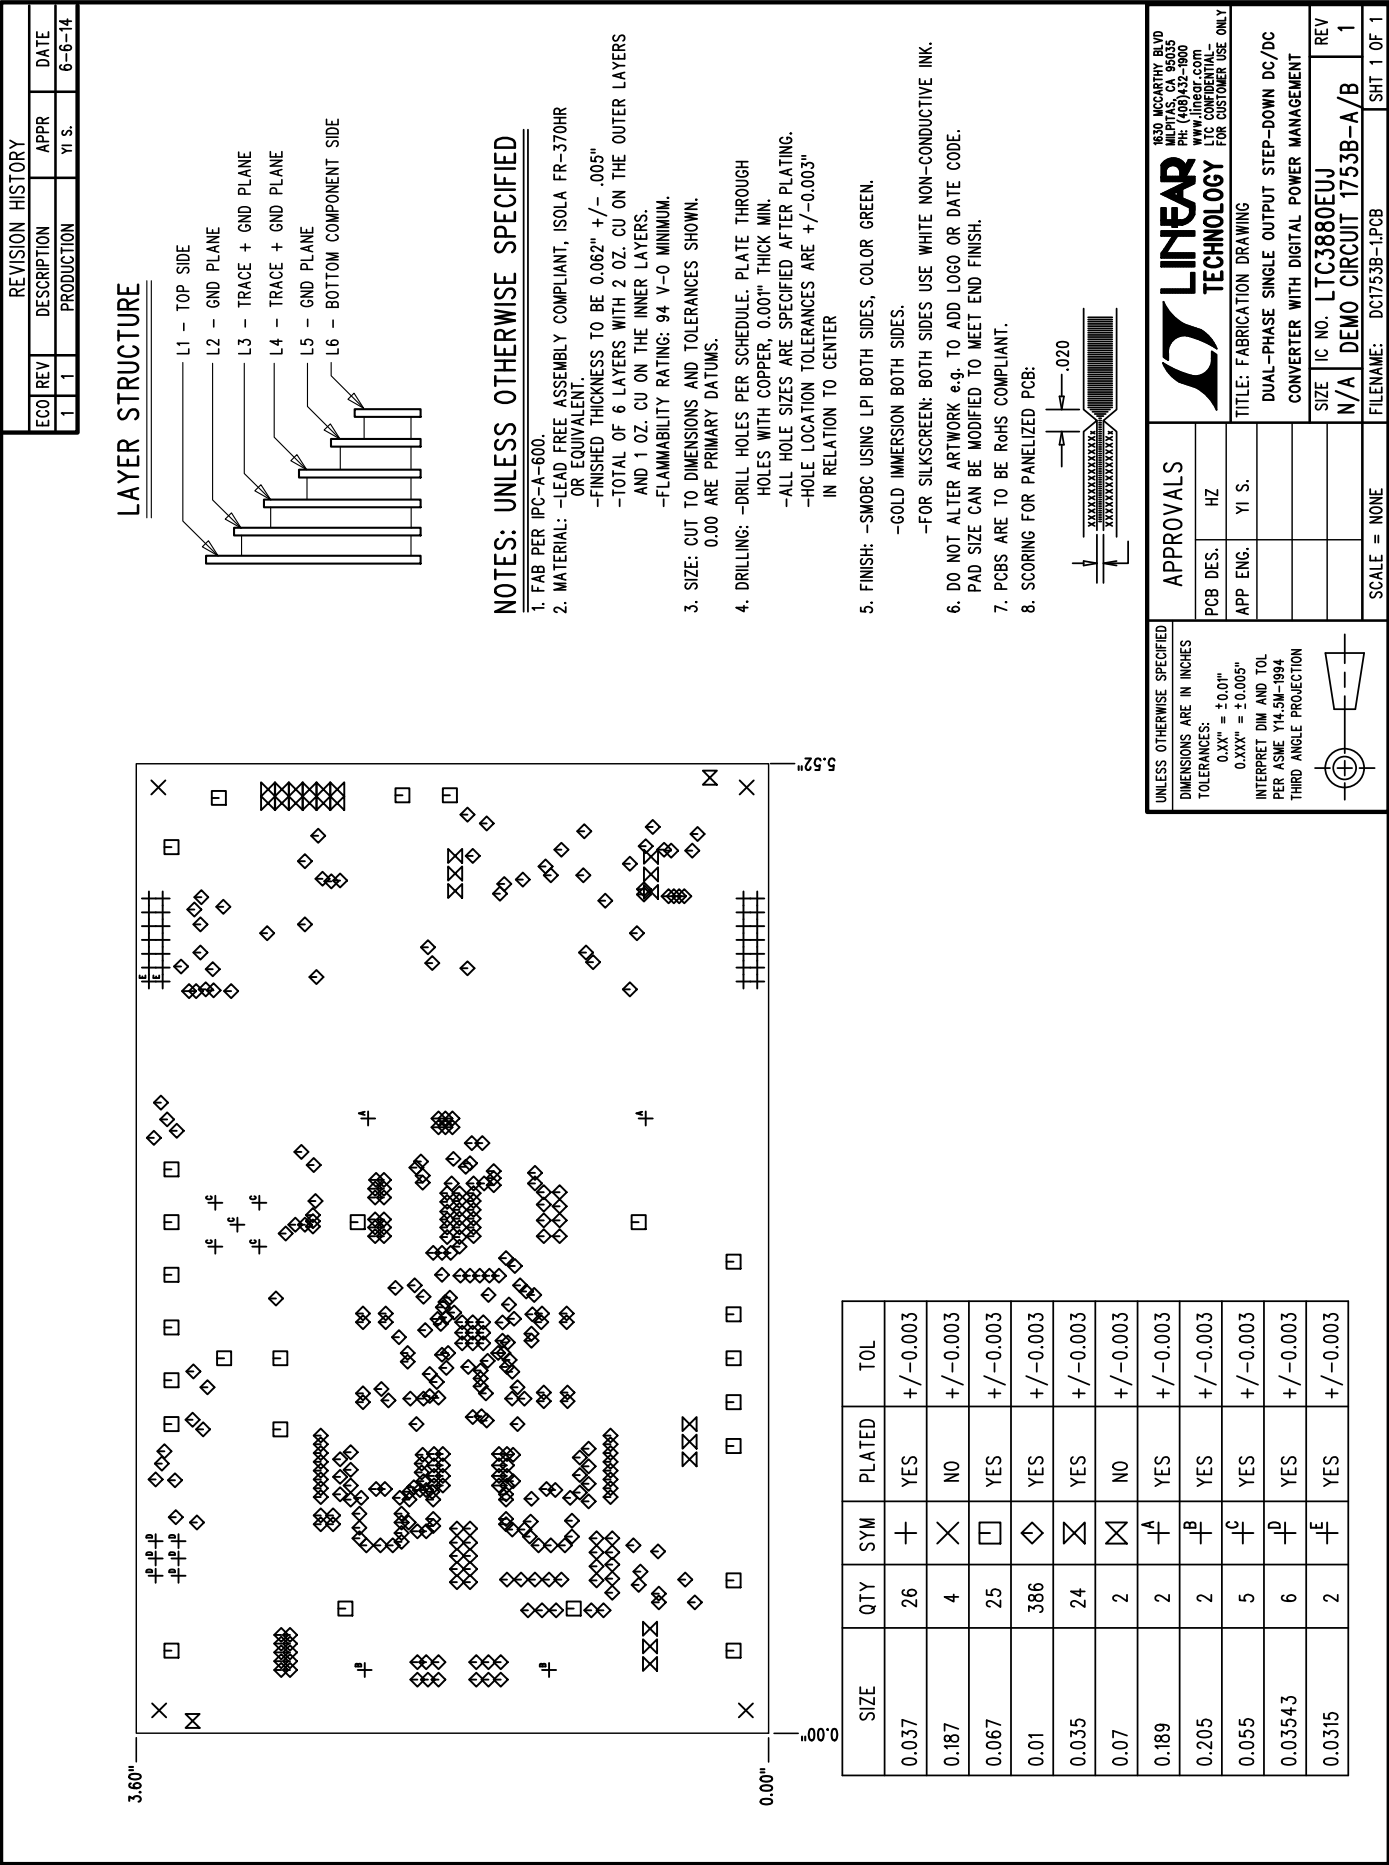 REVISION HISTORY
ECO REV DESCRIPTION APPR DATE
1 1 PRODUCTION YI S. 6-6-14
LAYER STRUCTURE
L1 - TOP SIDE
L2 - GND PLANE
L3 - TRACE + GND PLANE
L4 - TRACE + GND PLANE
L5 - GND PLANE
L6 - BOTTOM COMPONENT SIDE
NOTES: UNLESS OTHERWISE SPECIFIED
1. FAB PER IPC-A-600.
2. MATERIAL: -LEAD FREE ASSEMBLY COMPLIANT, ISOLA FR-370HR
OR EQUIVALENT.
-FINISHED THICKNESS TO BE 0.062" +/- .005"
-TOTAL OF 6 LAYERS WITH 2 OZ. CU ON THE OUTER LAYERS
AND 1 OZ. CU ON THE INNER LAYERS.
-FLAMMABILITY RATING: 94 V-O MINIMUM.
3. SIZE: CUT TO DIMENSIONS AND TOLERANCES SHOWN.
0.00 ARE PRIMARY DATUMS.
4. DRILLING: -DRILL HOLES PER SCHEDULE. PLATE THROUGH
HOLES WITH COPPER, 0.001" THICK MIN.
-ALL HOLE SIZES ARE SPECIFIED AFTER PLATING.
-HOLE LOCATION TOLERANCES ARE +/-0.003"
IN RELATION TO CENTER
5. FINISH: -SMOBC USING LPI BOTH SIDES, COLOR GREEN.
-GOLD IMMERSION BOTH SIDES.
-FOR SILKSCREEN: BOTH SIDES USE WHITE NON-CONDUCTIVE INK.
6. DO NOT ALTER ARTWORK e.g. TO ADD LOGO OR DATE CODE.
PAD SIZE CAN BE MODIFIED TO MEET END FINISH.
7. PCBS ARE TO BE RoHS COMPLIANT.
8. SCORING FOR PANELIZED PCB:
.020
XXXXXXXXXXXXXXXX
XXXXXXXXXXXXXXXX
3.60"
0.00"
0.00"
5.52"
E
E
A
A
C
C
C
C
C
D
D
D
D
D
D
B
B
SIZE QTY SYM PLATED TOL
0.037 26 YES +/-0.003
0.187 4 NO +/-0.003
0.067 25 YES +/-0.003
0.01 386 YES +/-0.003
0.035 24 YES +/-0.003
0.07 2 NO +/-0.003
0.189 2 A YES +/-0.003
0.205 2 B YES +/-0.003
0.055 5 C YES +/-0.003
0.03543 6 D YES +/-0.003
0.0315 2 E YES +/-0.003
UNLESS OTHERWISE SPECIFIED
DIMENSIONS ARE IN INCHES
TOLERANCES:
0.XX" = ±0.01"
0.XXX" = ±0.005"
INTERPRET DIM AND TOL
PER ASME Y14.5M-1994
THIRD ANGLE PROJECTION
APPROVALS
PCB DES. HZ
APP ENG. YI S.
SCALE = NONE
LINEAR
TECHNOLOGY
1630 MCCARTHY BLVD
MILPITAS, CA 95035
PH: (408)432-1900
www.linear.com
LTC CONFIDENTIAL-
FOR CUSTOMER USE ONLY
TITLE: FABRICATION DRAWING
DUAL-PHASE SINGLE OUTPUT STEP-DOWN DC/DC
CONVERTER WITH DIGITAL POWER MANAGEMENT
SIZE IC NO. LTC3880EUJ REV
N/A DEMO CIRCUIT 1753B-A/B 1
FILENAME: DC1753B-1.PCB SHT 1 OF 1